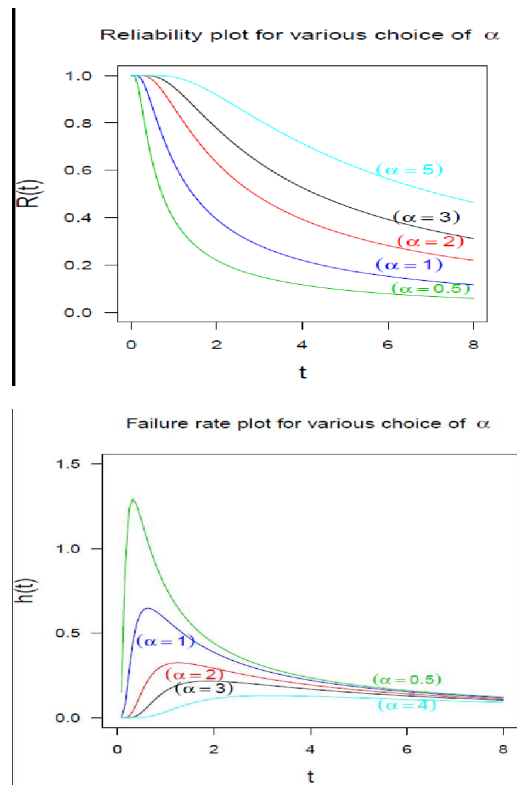 Reliability plot for various choice of α
1.0
0.8
0.6
0.4
0.2
0.0
R(t)
(α = 5)
(α = 3)
(α = 2)
(α = 1)
(α = 0.5)
0 2 4 6 8
t
Failure rate plot for various choice of α
1.5
1.0
0.5
0.0
h(t)
(α = 1)
(α = 2)
(α = 3)
(α = 0.5)
(α = 4)
0 2 4 6 8
t